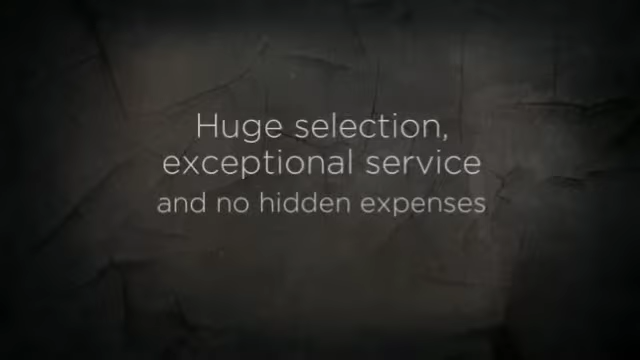 Huge selection,
exceptional service
and no hidden expenses